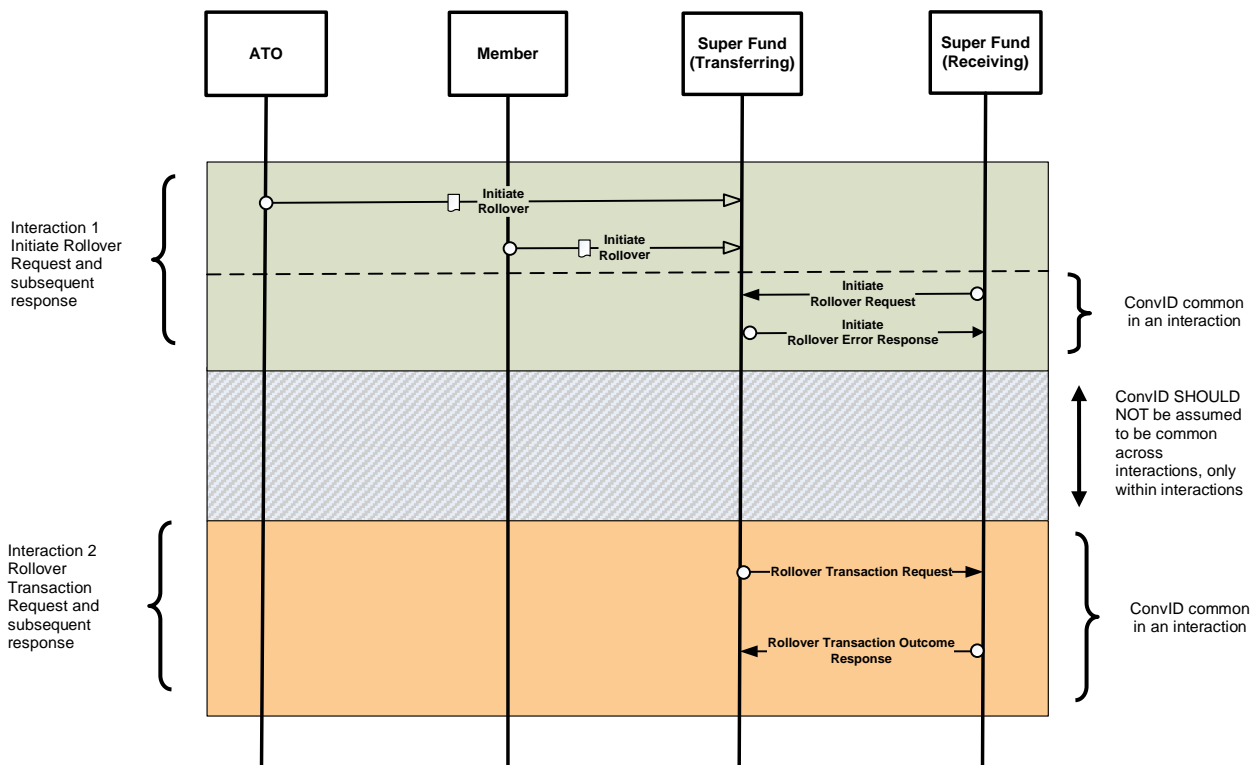 ATO
Member
Super Fund
(Transferring)
Super Fund
(Receiving)
Interaction 1
Initiate Rollover
Request and
subsequent
response
Initiate
Rollover
Initiate
Rollover
Initiate
Rollover Request
Initiate
Rollover Error Response
ConvID common
in an interaction
ConvID SHOULD
NOT be assumed
to be common
across
interactions, only
within interactions
Interaction 2
Rollover
Transaction
Request and
subsequent
response
Rollover Transaction Request
Rollover Transaction Outcome
Response
ConvID common
in an interaction